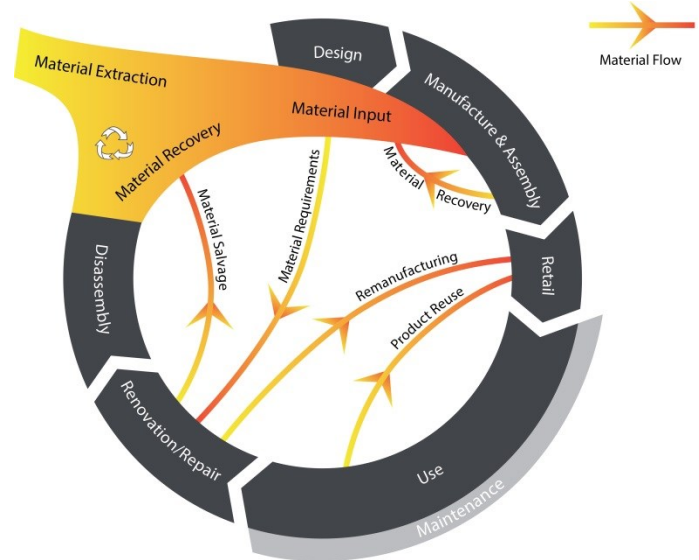 Material Flow
Design
Material Extraction
Material Input
Manufacture & Assembly
Material Recovery
Material Recovery
Material Requirements
Material Salvage
Remanufacturing
Retail
Product Reuse
Disassembly
Renovation/Repair
Use
Maintenance